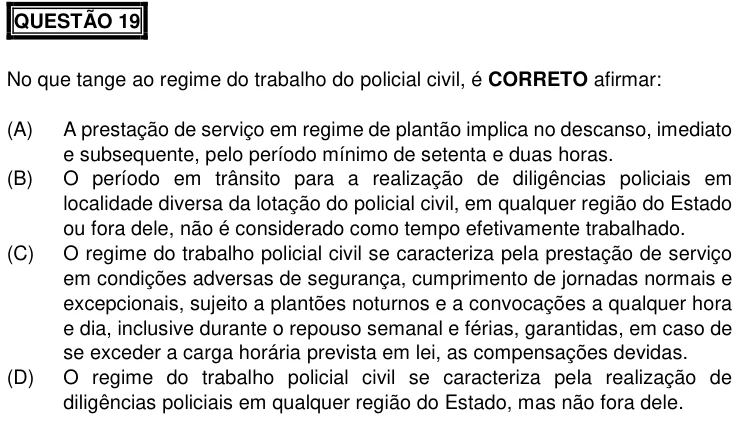 QUESTÃO 19
No que tange ao regime do trabalho do policial civil, é CORRETO afirmar:
(A) A prestação de serviço em regime de plantão implica no descanso, imediato
e subsequente, pelo período mínimo de setenta e duas horas.
(B) O período em trânsito para a realização de diligências policiais em
localidade diversa da lotação do policial civil, em qualquer região do Estado
ou fora dele, não é considerado como tempo efetivamente trabalhado.
(C) O regime do trabalho policial civil se caracteriza pela prestação de serviço
em condições adversas de segurança, cumprimento de jornadas normais e
excepcionais, sujeito a plantões noturnos e a convocações a qualquer hora
e dia, inclusive durante o repouso semanal e férias, garantidas, em caso de
se exceder a carga horária prevista em lei, as compensações devidas.
(D) O regime do trabalho policial civil se caracteriza pela realização de
diligências policiais em qualquer região do Estado, mas não fora dele.